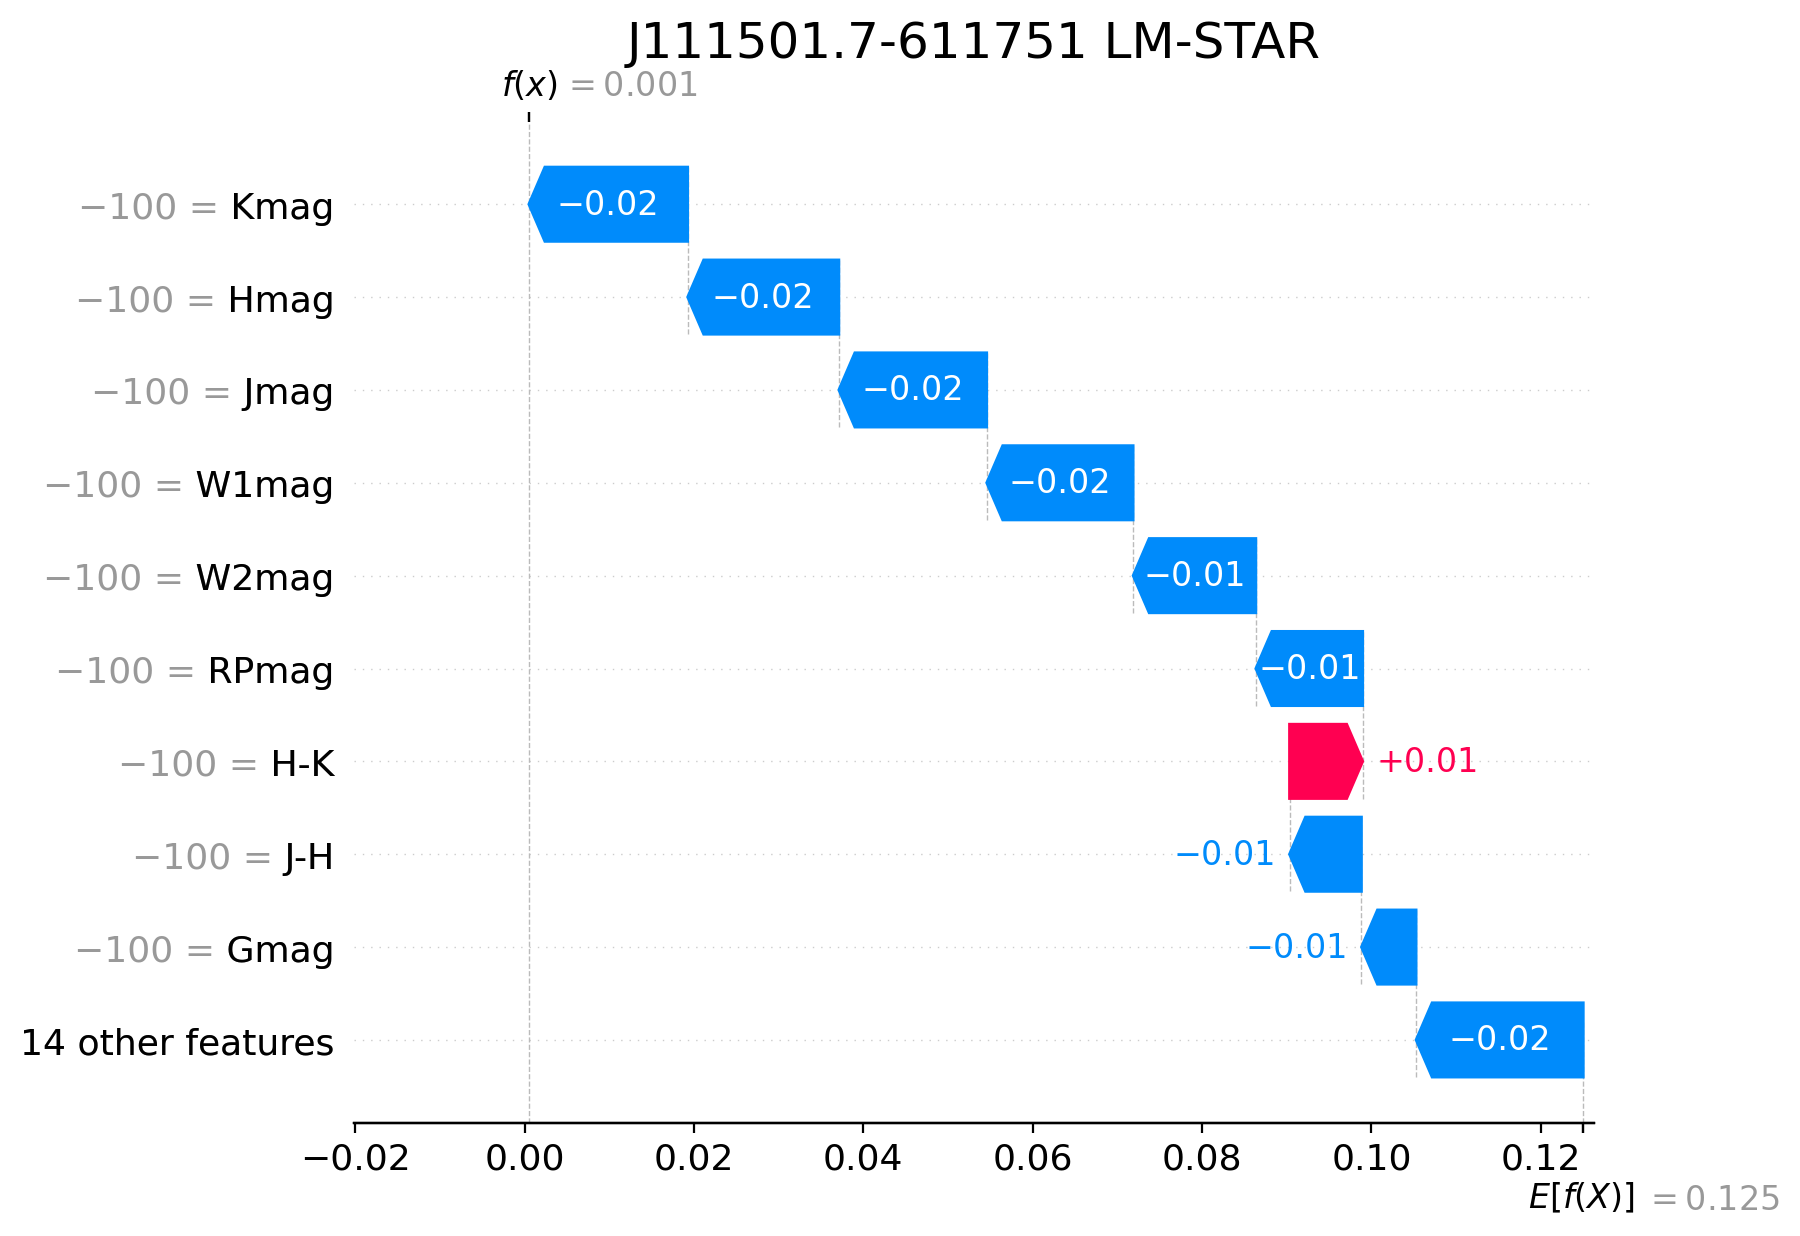 J111501.7-611751 LM-STAR
f(x) = 0.001
−100 = Kmag −0.02
−100 = Hmag −0.02
−100 = Jmag −0.02
−100 = W1mag −0.02
−100 = W2mag −0.01
−100 = RPmag −0.01
−100 = H-K +0.01
−100 = J-H −0.01
−100 = Gmag −0.01
14 other features −0.02
−0.02 0.00 0.02 0.04 0.06 0.08 0.10 0.12
E[f(X)] = 0.125